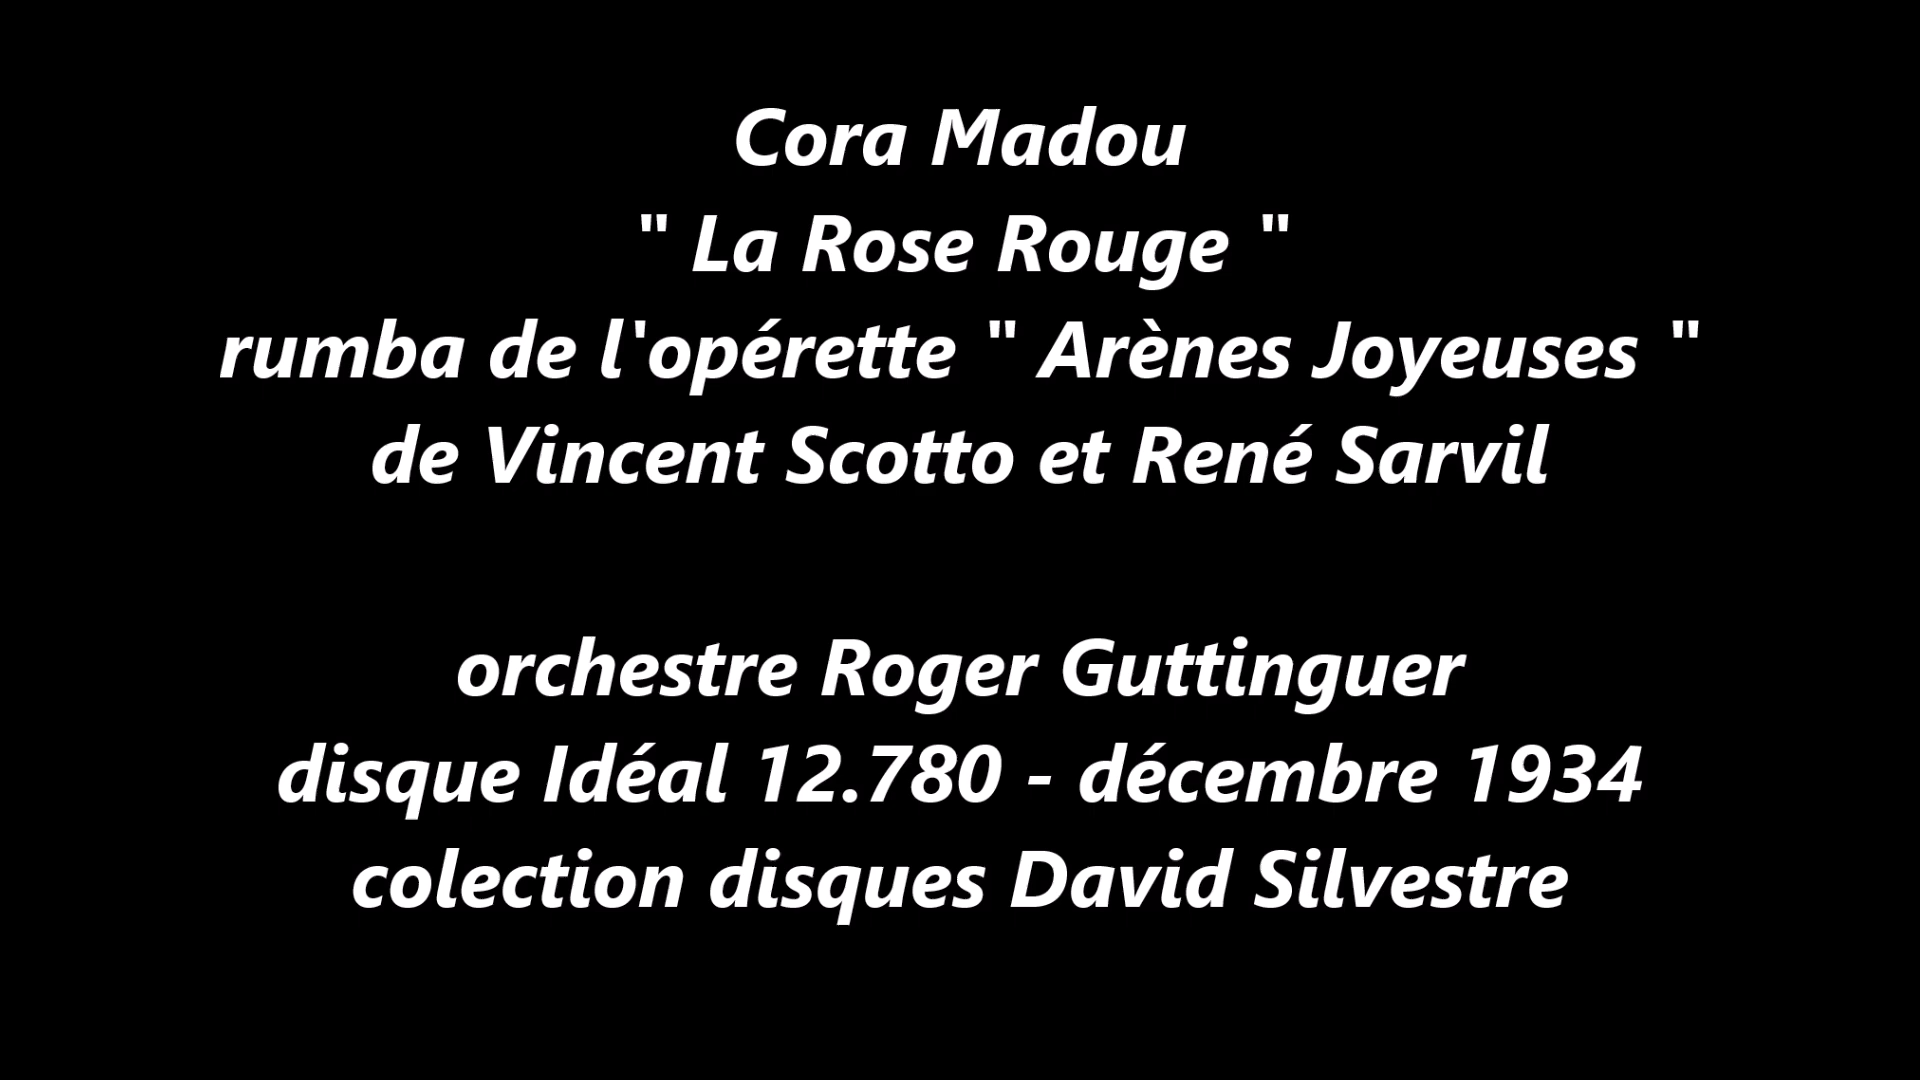 Cora Madou
" La Rose Rouge "
rumba de l'opérette " Arènes Joyeuses "
de Vincent Scotto et René Sarvil
orchestre Roger Guttinguer
disque Idéal 12.780 - décembre 1934
colection disques David Silvestre